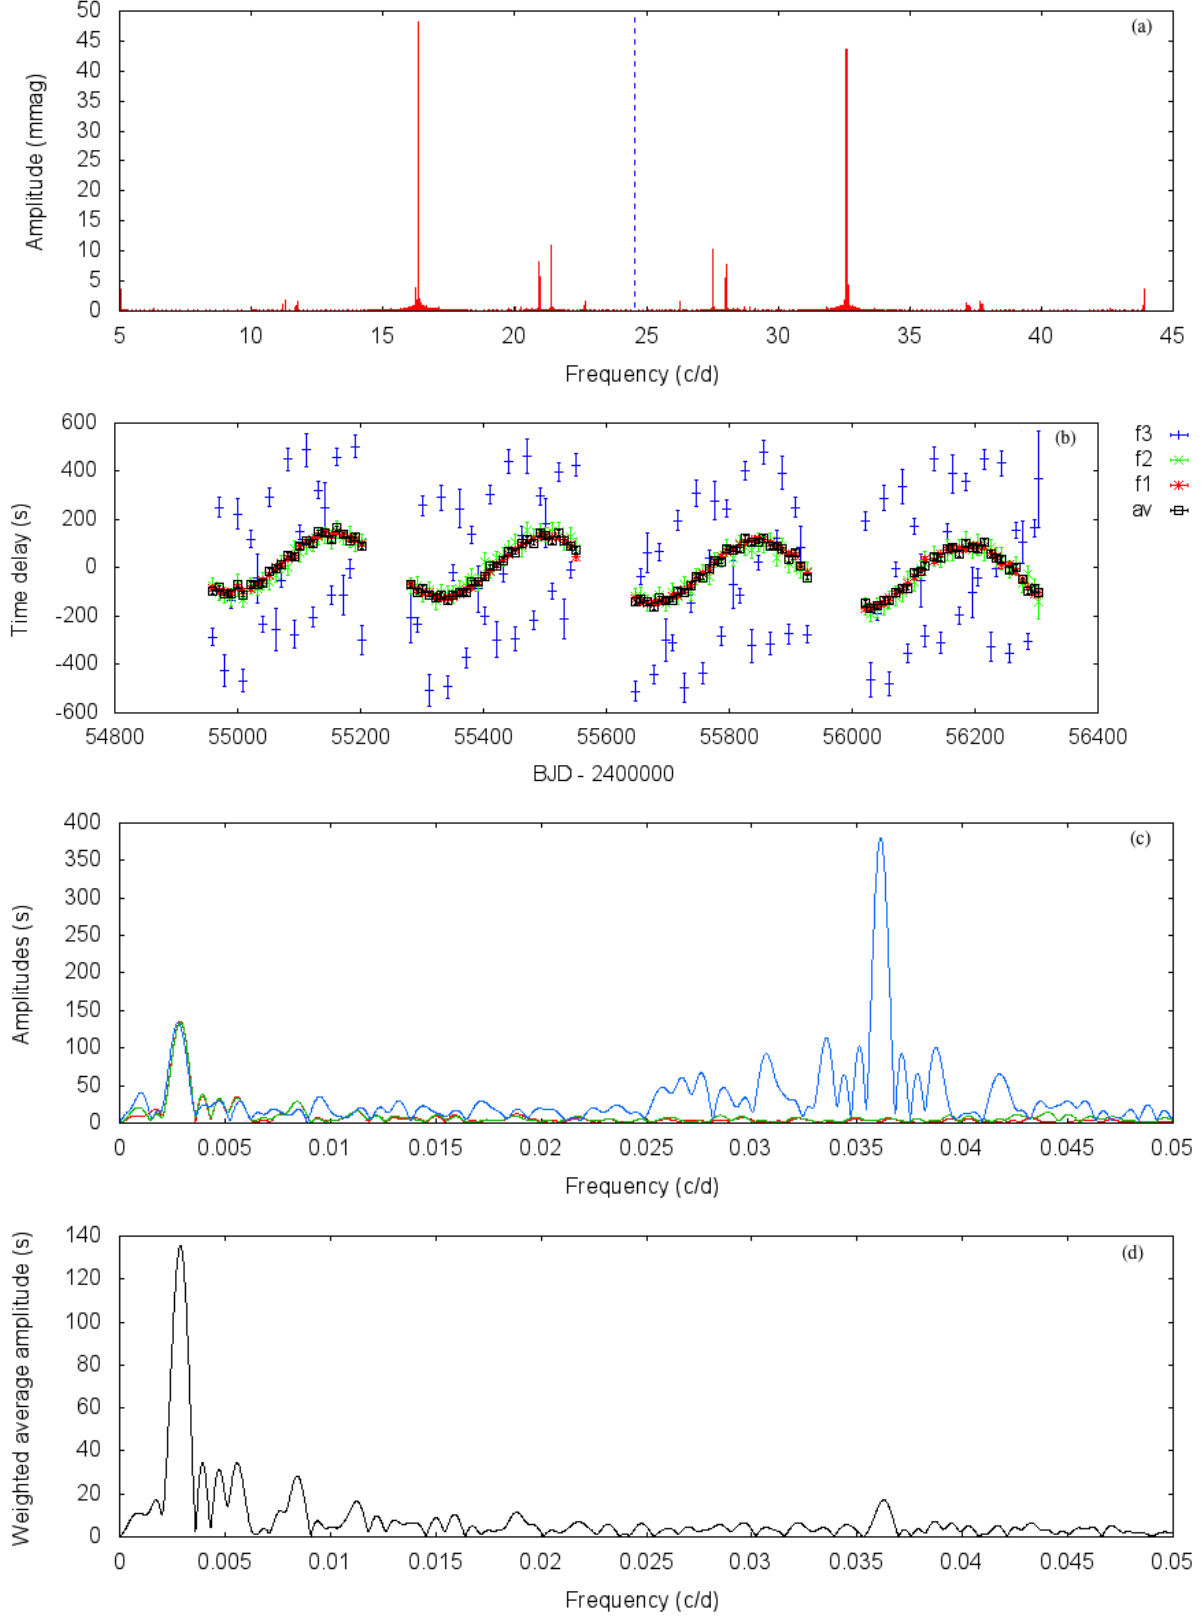 50
45
40
35
30
25
20
15
10
5
0
Amplitude (mmag)
(a)
5 10 15 20 25 30 35 40 45
Frequency (c/d)
600
400
200
0
-200
-400
-600
Time delay (s)
(b)
f3
f2
f1
av
54800 55000 55200 55400 55600 55800 56000 56200 56400
BJD - 2400000
400
350
300
250
200
150
100
50
0
Amplitudes (s)
(c)
0 0.005 0.01 0.015 0.02 0.025 0.03 0.035 0.04 0.045 0.05
Frequency (c/d)
140
120
100
80
60
40
20
0
Weighted average amplitude (s)
(d)
0 0.005 0.01 0.015 0.02 0.025 0.03 0.035 0.04 0.045 0.05
Frequency (c/d)